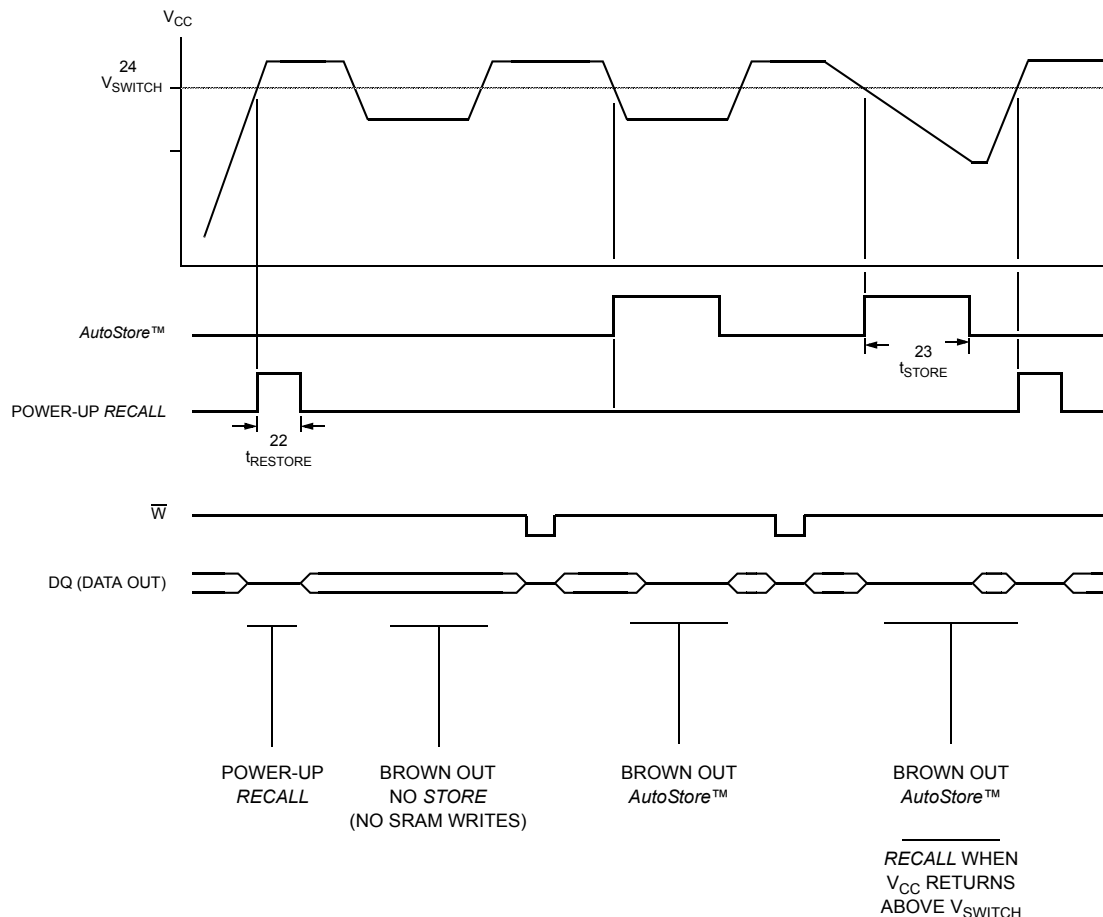 VCC
24
VSWITCH
AutoStore™
23
tSTORE
POWER-UP RECALL
22
tRESTORE
W
DQ (DATA OUT)
POWER-UP
RECALL
BROWN OUT
NO STORE
(NO SRAM WRITES)
BROWN OUT
AutoStore™
BROWN OUT
AutoStore™
RECALL WHEN
VCC RETURNS
ABOVE VSWITCH